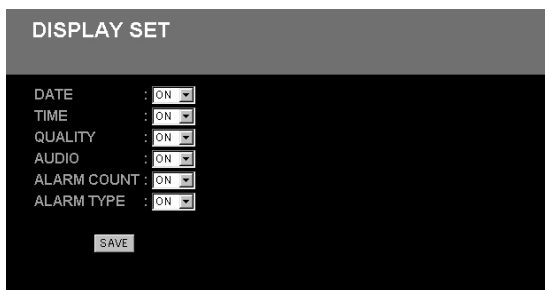 DISPLAY SET
DATE : ON
TIME : ON
QUALITY : ON
AUDIO : ON
ALARM COUNT : ON
ALARM TYPE : ON
SAVE